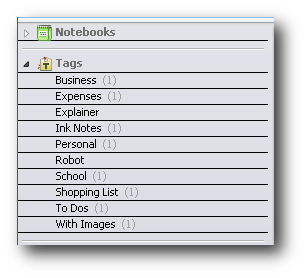 Notebooks
Tags
Business (1)
Expenses (1)
Explainer
Ink Notes (1)
Personal (1)
Robot
School (1)
Shopping List (1)
To Dos (1)
With Images (1)